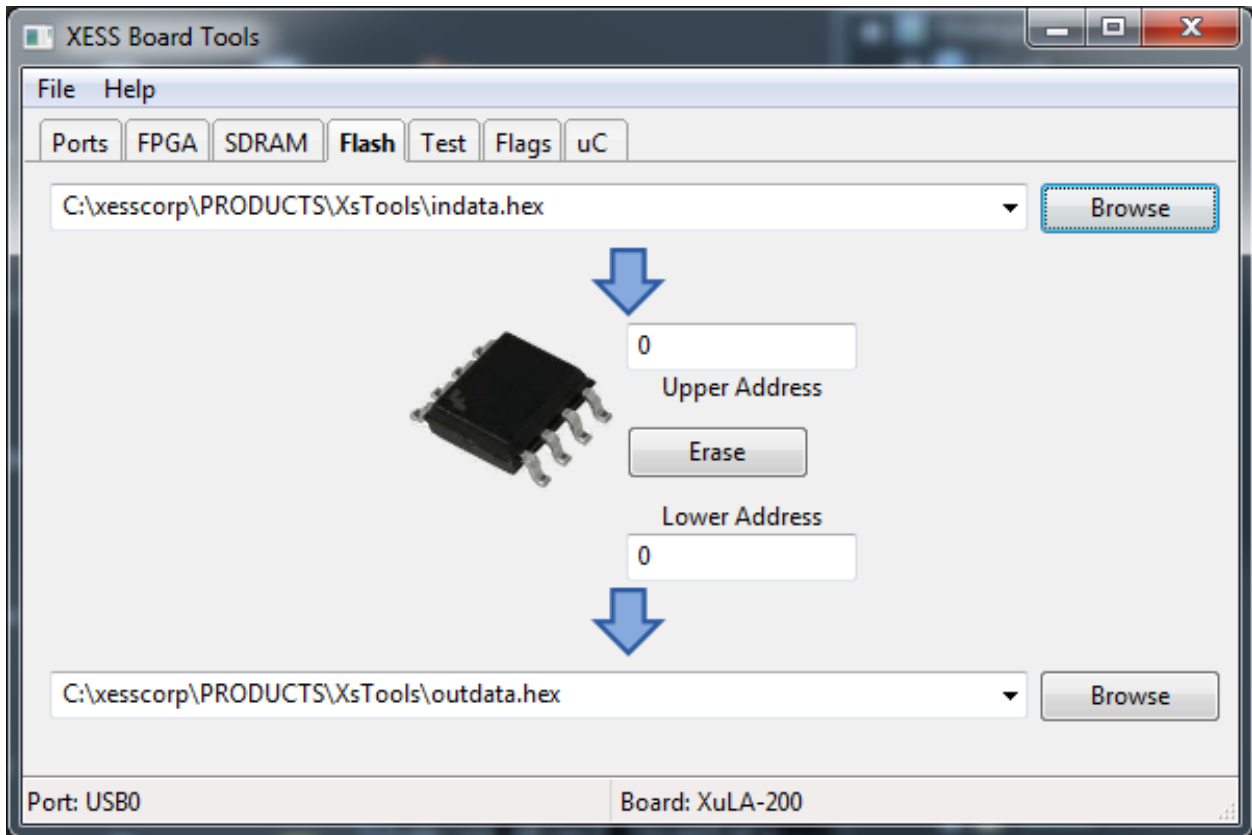 XESS Board Tools
File Help
Ports FPGA SDRAM Flash Test Flags uC
C:\xesscorp\PRODUCTS\XsTools\indata.hex Browse
0
Upper Address
Erase
Lower Address
0
C:\xesscorp\PRODUCTS\XsTools\outdata.hex Browse
Port: USB0 Board: XuLA-200